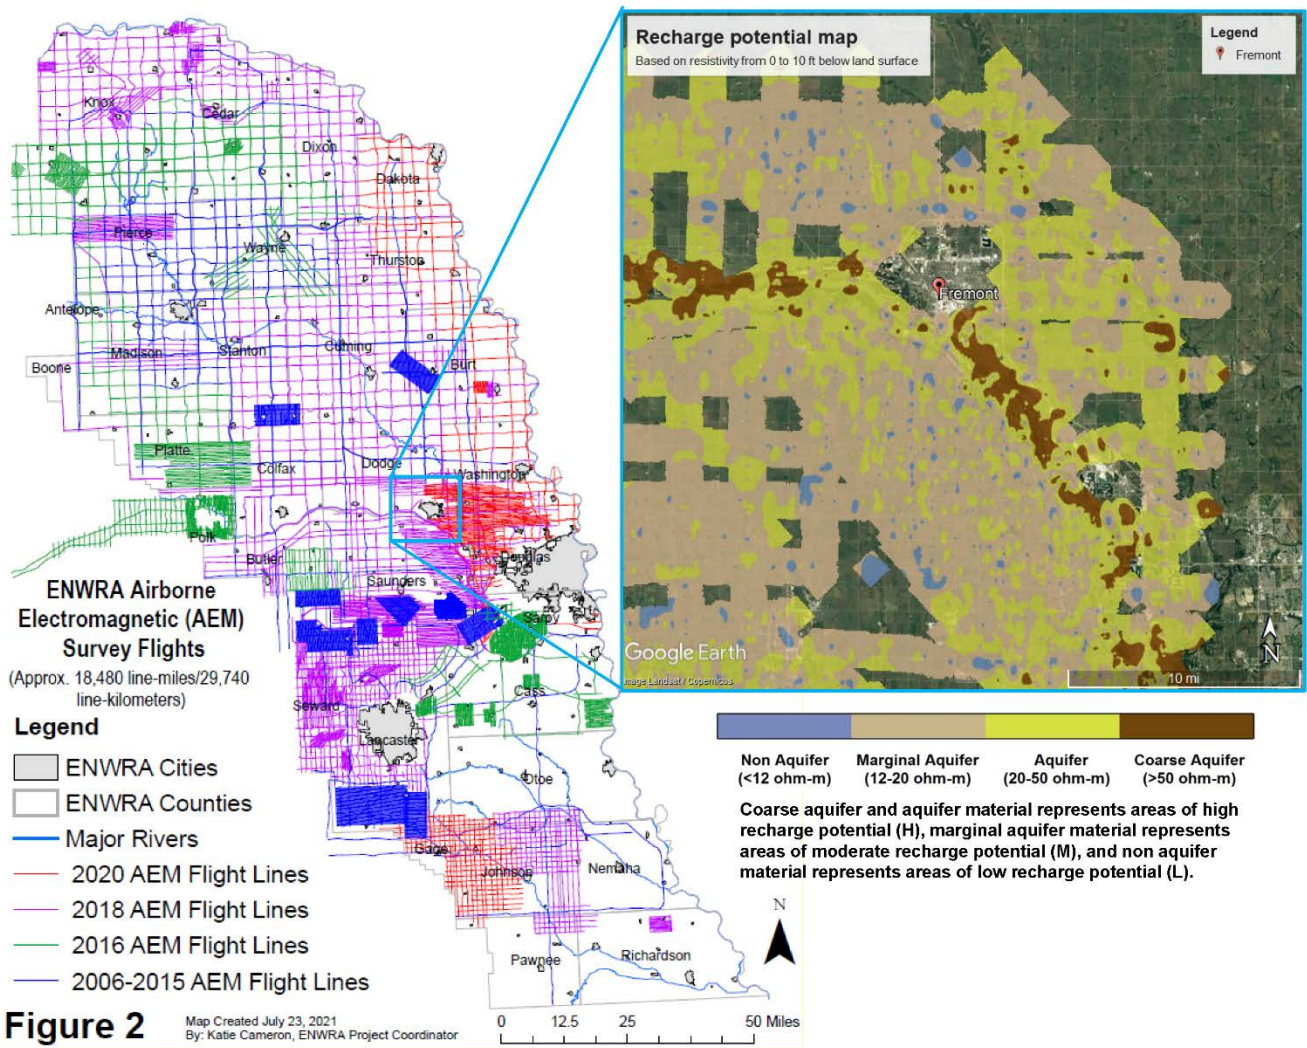 Recharge potential map
Based on resistivity from 0 to 10 ft below land surface
Legend
Fremont
Fremont
Google Earth
Image Landsat / Copernicus
N
10 mi
Non Aquifer
(<12 ohm-m)
Marginal Aquifer
(12-20 ohm-m)
Aquifer
(20-50 ohm-m)
Coarse Aquifer
(>50 ohm-m)
Coarse aquifer and aquifer material represents areas of high
recharge potential (H), marginal aquifer material represents
areas of moderate recharge potential (M), and non aquifer
material represents areas of low recharge potential (L).
Knox
Cedar
Dixon
Dakota
Pierce
Wayne
Thurston
Antelope
Madison
Stanton
Cuming
Burt
Boone
Platte
Colfax
Dodge
Washington
Polk
Butler
Saunders
Douglas
Sarpy
Cass
Seward
Lancaster
Otoe
Gage
Johnson
Nemaha
Pawnee
Richardson
ENWRA Airborne
Electromagnetic (AEM)
Survey Flights
(Approx. 18,480 line-miles/29,740
line-kilometers)
Legend
ENWRA Cities
ENWRA Counties
Major Rivers
2020 AEM Flight Lines
2018 AEM Flight Lines
2016 AEM Flight Lines
2006-2015 AEM Flight Lines
N
Figure 2
Map Created July 23, 2021
By: Katie Cameron, ENWRA Project Coordinator
0 12.5 25 50 Miles